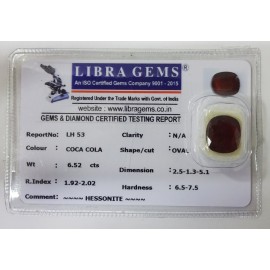 LIBRA GEMS
An ISO Certified Gems Company 9001 - 2015
Registered Under the Trade Marks with Govt. of India
website : www.libragems.co.in
GEMS & DIAMOND CERTIFIED TESTING REPORT
ReportNo: LH 53 Clarity N/A
Colour COCA COLA Shape/cut OVAL
Wt 6.52 cts Dimension 2.5-1.3-5.1
R.Index 1.92-2.02 Hardness 6.5-7.5
Comment ~~~~ HESSONITE ~~~~